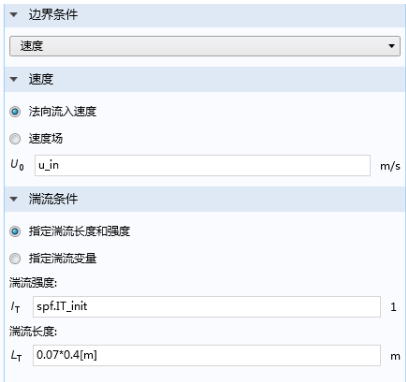 边界条件
速度
速度
法向流入速度
速度场
U₀ u_in m/s
湍流条件
指定湍流长度和强度
指定湍流变量
湍流强度:
I_T spf.IT_init 1
湍流长度:
L_T 0.07*0.4[m] m